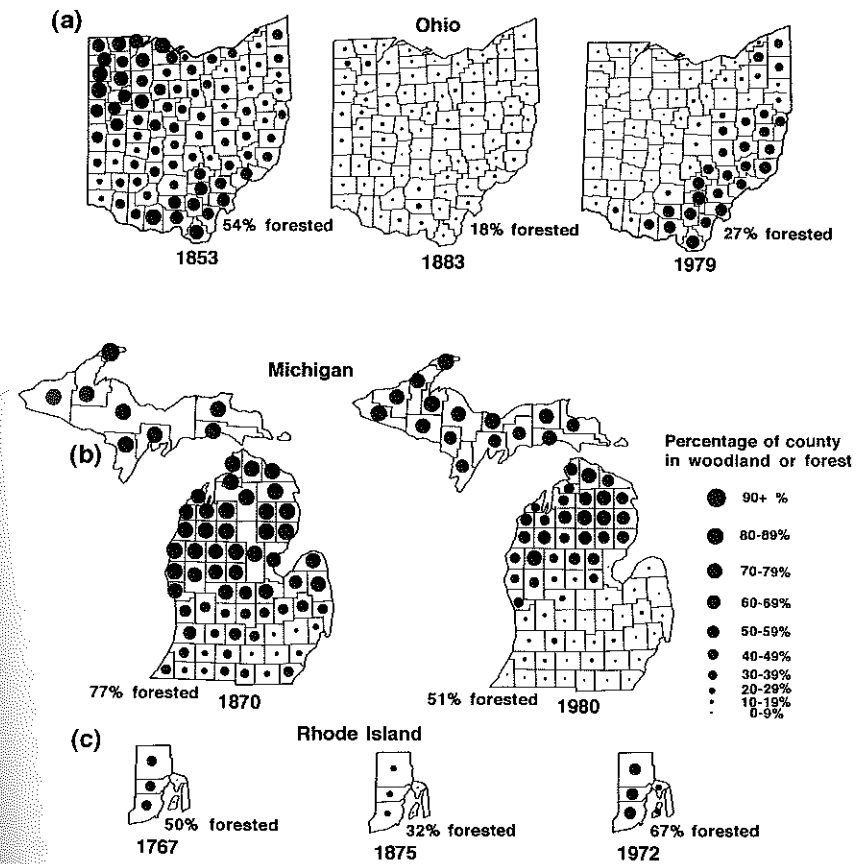 (a)
Ohio
54% forested
1853
18% forested
1883
27% forested
1979
Michigan
(b)
77% forested
1870
51% forested
1980
Percentage of county
in woodland or forest
90+ %
80-89%
70-79%
60-69%
50-59%
40-49%
30-39%
20-29%
10-19%
0-9%
(c)
Rhode Island
50% forested
1767
32% forested
1875
67% forested
1972